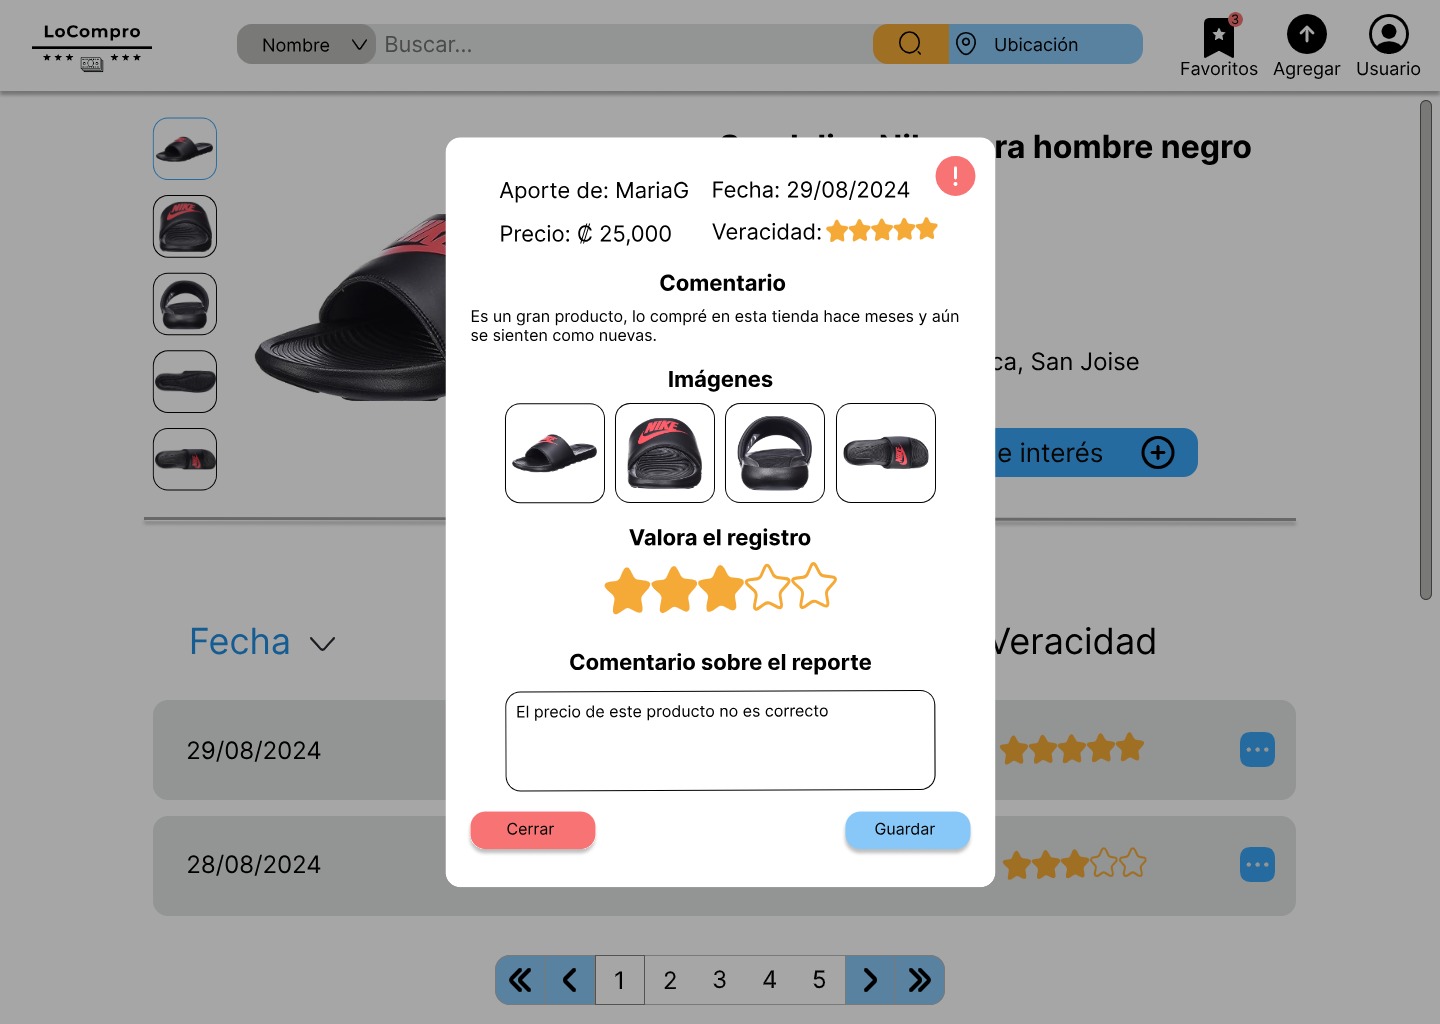 LoCompro
Nombre
Buscar...
Ubicación
3
Favoritos
Agregar
Usuario
hombre negro
Aporte de: MariaG
Fecha: 29/08/2024
Precio: ₡ 25,000
Veracidad:
Comentario
Es un gran producto, lo compré en esta tienda hace meses y aún
se sienten como nuevas.
San Joise
Imágenes
NIKE
e interés
Valora el registro
Fecha
Veracidad
Comentario sobre el reporte
El precio de este producto no es correcto
29/08/2024
Cerrar
Guardar
28/08/2024
1 2 3 4 5